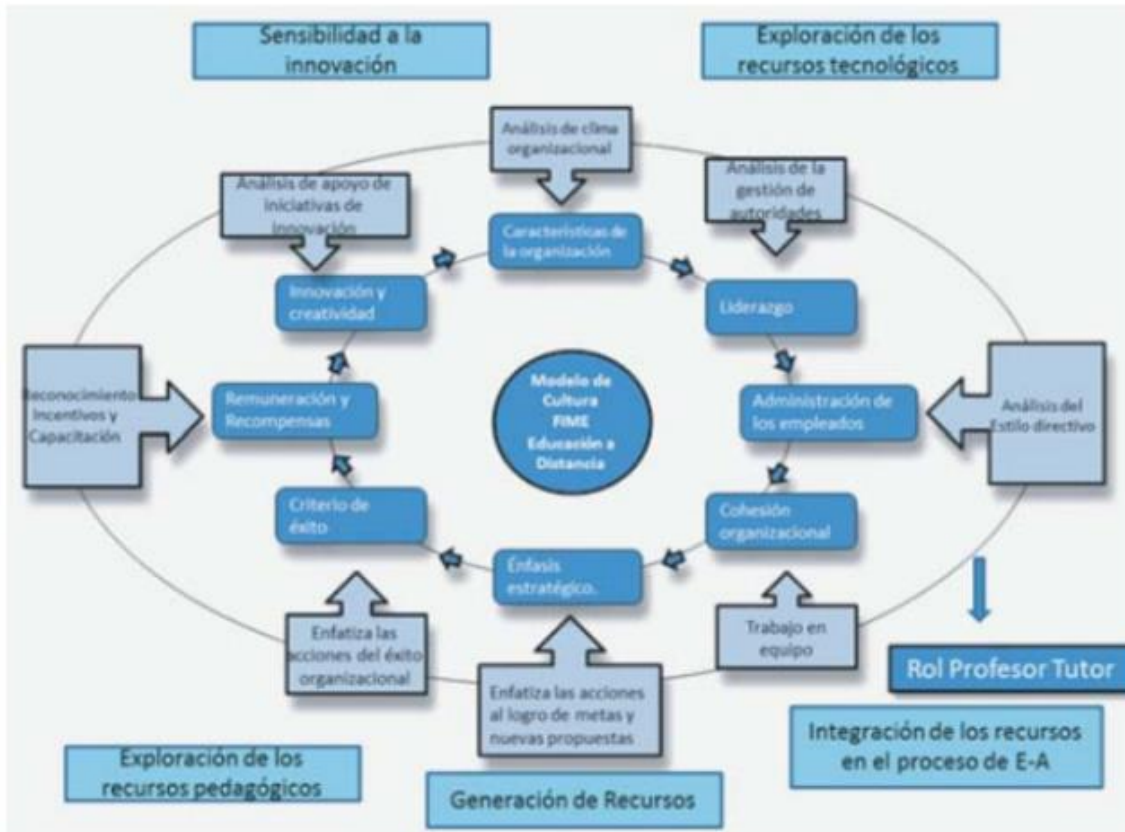 Sensibilidad a la
innovación
Exploración de los
recursos tecnológicos
Análisis de clima
organizacional
Análisis de apoyo de
iniciativas de
Innovación
Análisis de la
gestión de
autoridades
Características de
la organización
Innovación y
creatividad
Liderazgo
Reconocimiento
Incentivos y
Capacitación
Remuneración y
Recompensas
Modelo de
Cultura
FIME
Educación a
Distancia
Administración de
los empleados
Análisis del
Estilo directivo
Criterio de
éxito
Cohesión
organizacional
Énfasis
estratégico.
Enfatiza las
acciones del éxito
organizacional
Enfatiza las acciones
al logro de metas y
nuevas propuestas
Trabajo en
equipo
Rol Profesor Tutor
Integración de los recursos
en el proceso de E-A
Exploración de los
recursos pedagógicos
Generación de Recursos